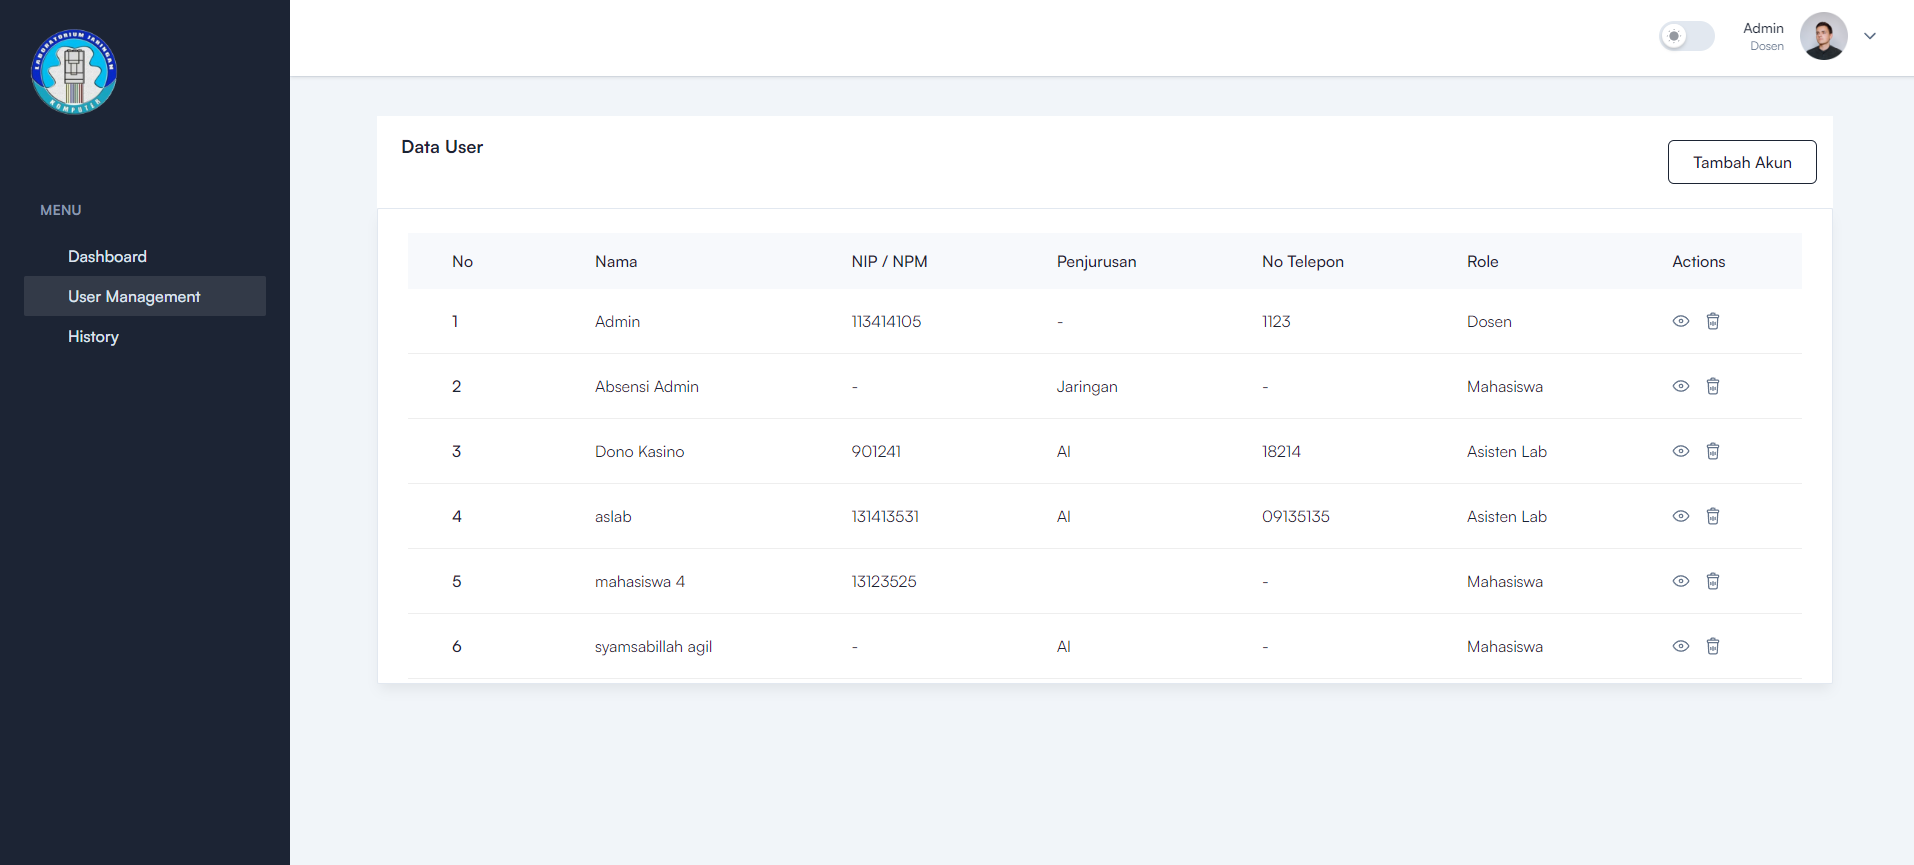 LABORATORIUM JARINGAN
KOMPUTER
MENU
Dashboard
User Management
History
Admin
Dosen
Data User
Tambah Akun
No Nama NIP / NPM Penjurusan No Telepon Role Actions
1 Admin 113414105 - 1123 Dosen
2 Absensi Admin - Jaringan - Mahasiswa
3 Dono Kasino 901241 AI 18214 Asisten Lab
4 aslab 131413531 AI 09135135 Asisten Lab
5 mahasiswa 4 13123525 - Mahasiswa
6 syamsabillah agil - AI - Mahasiswa